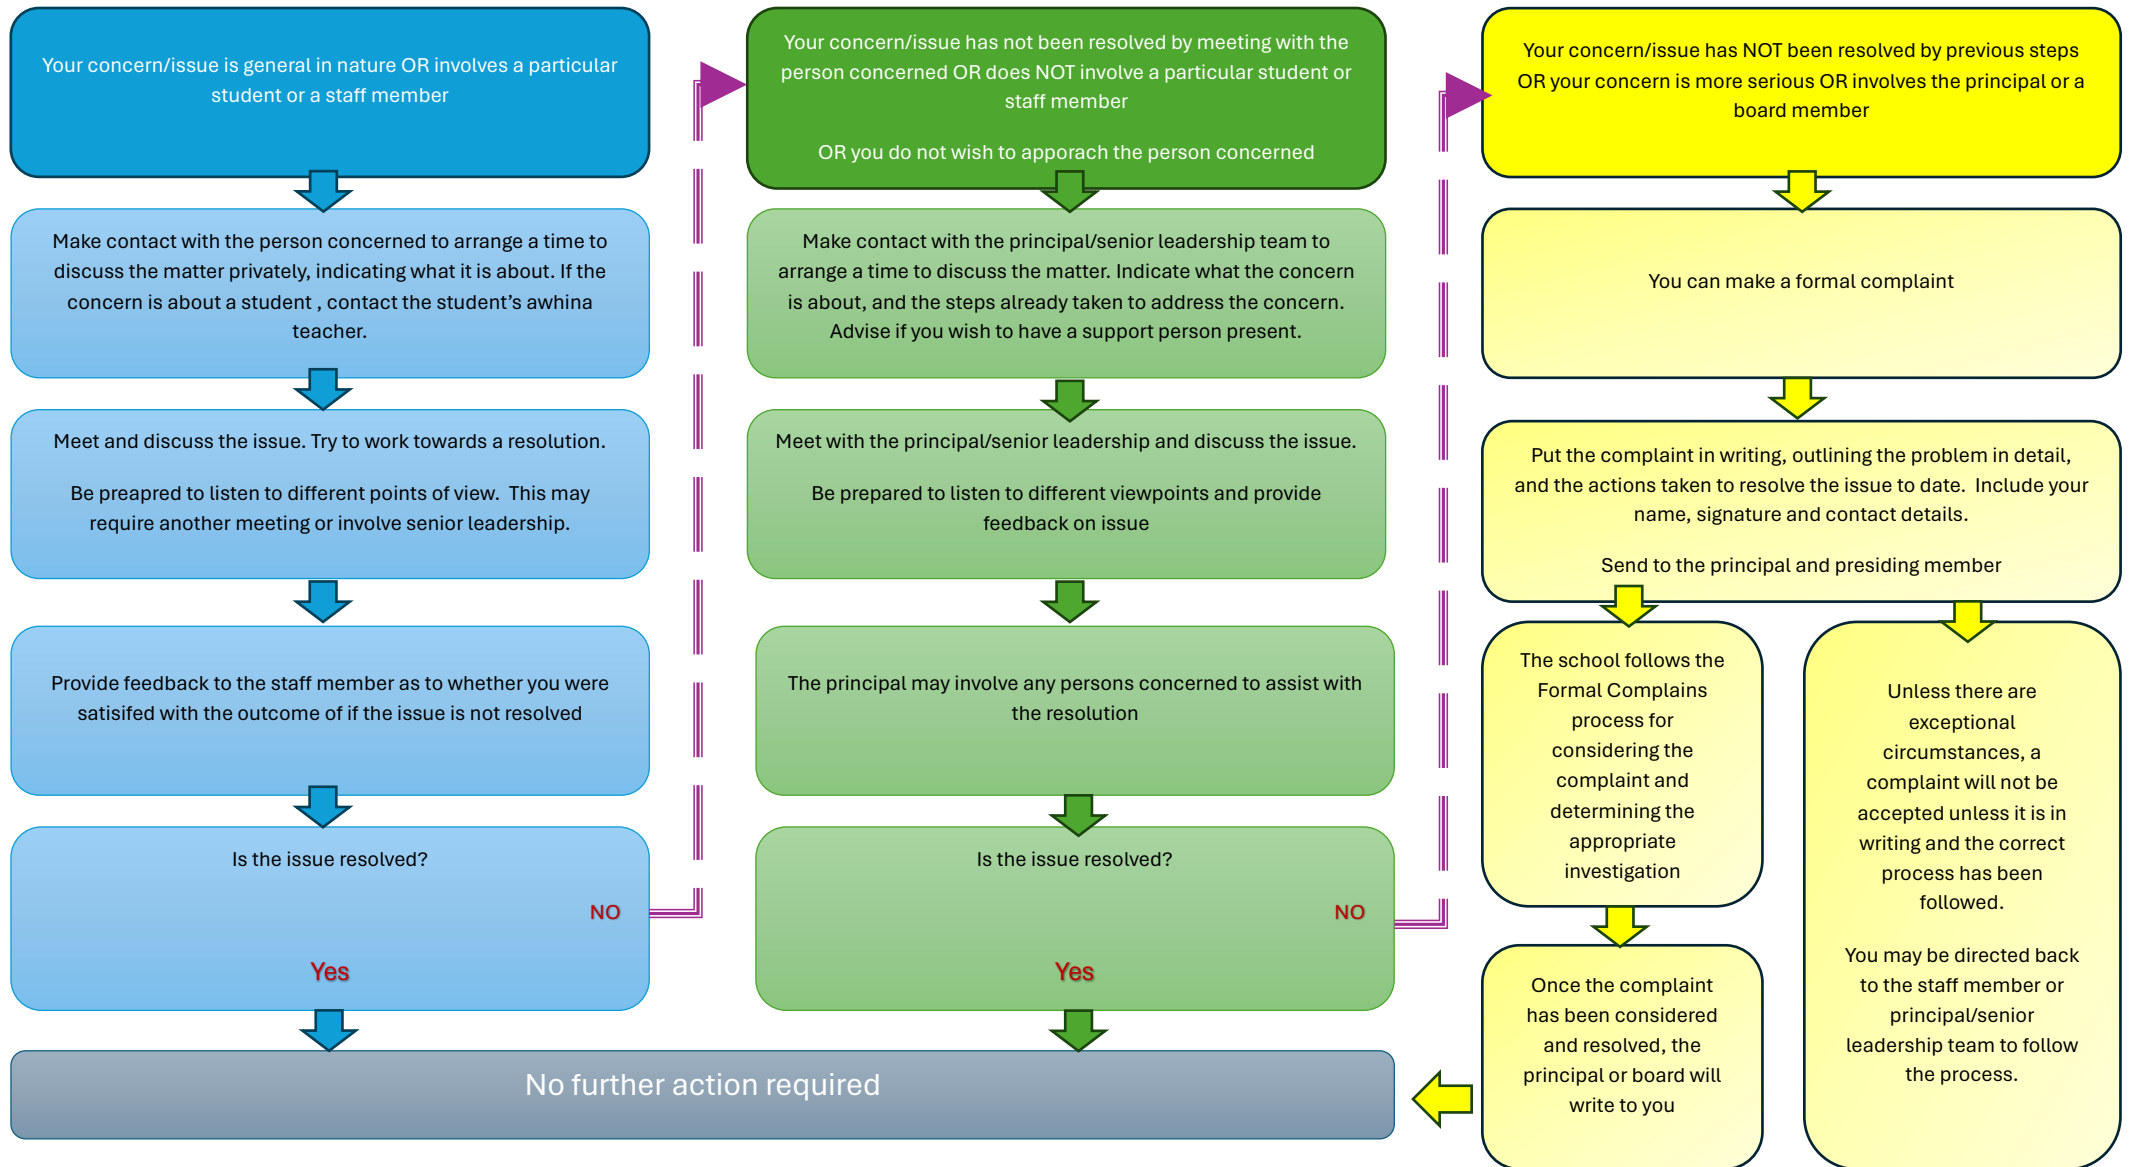 Your concern/issue is general in nature OR involves a particular
student or a staff member
Make contact with the person concerned to arrange a time to
discuss the matter privately, indicating what it is about. If the
concern is about a student , contact the student’s awhina
teacher.
Meet and discuss the issue. Try to work towards a resolution.
Be preapred to listen to different points of view.  This may
require another meeting or involve senior leadership.
Provide feedback to the staff member as to whether you were
satisifed with the outcome of if the issue is not resolved
Is the issue resolved?
NO
Yes
Your concern/issue has not been resolved by meeting with the
person concerned OR does NOT involve a particular student or
staff member
OR you do not wish to apporach the person concerned
Make contact with the principal/senior leadership team to
arrange a time to discuss the matter. Indicate what the concern
is about, and the steps already taken to address the concern.
Advise if you wish to have a support person present.
Meet with the principal/senior leadership and discuss the issue.
Be prepared to listen to different viewpoints and provide
feedback on issue
The principal may involve any persons concerned to assist with
the resolution
Is the issue resolved?
NO
Yes
Your concern/issue has NOT been resolved by previous steps
OR your concern is more serious OR involves the principal or a
board member
You can make a formal complaint
Put the complaint in writing, outlining the problem in detail,
and the actions taken to resolve the issue to date.  Include your
name, signature and contact details.
Send to the principal and presiding member
The school follows the
Formal Complains
process for
considering the
complaint and
determining the
appropriate
investigation
Once the complaint
has been considered
and resolved, the
principal or board will
write to you
Unless there are
exceptional
circumstances, a
complaint will not be
accepted unless it is in
writing and the correct
process has been
followed.
You may be directed back
to the staff member or
principal/senior
leadership team to follow
the process.
No further action required